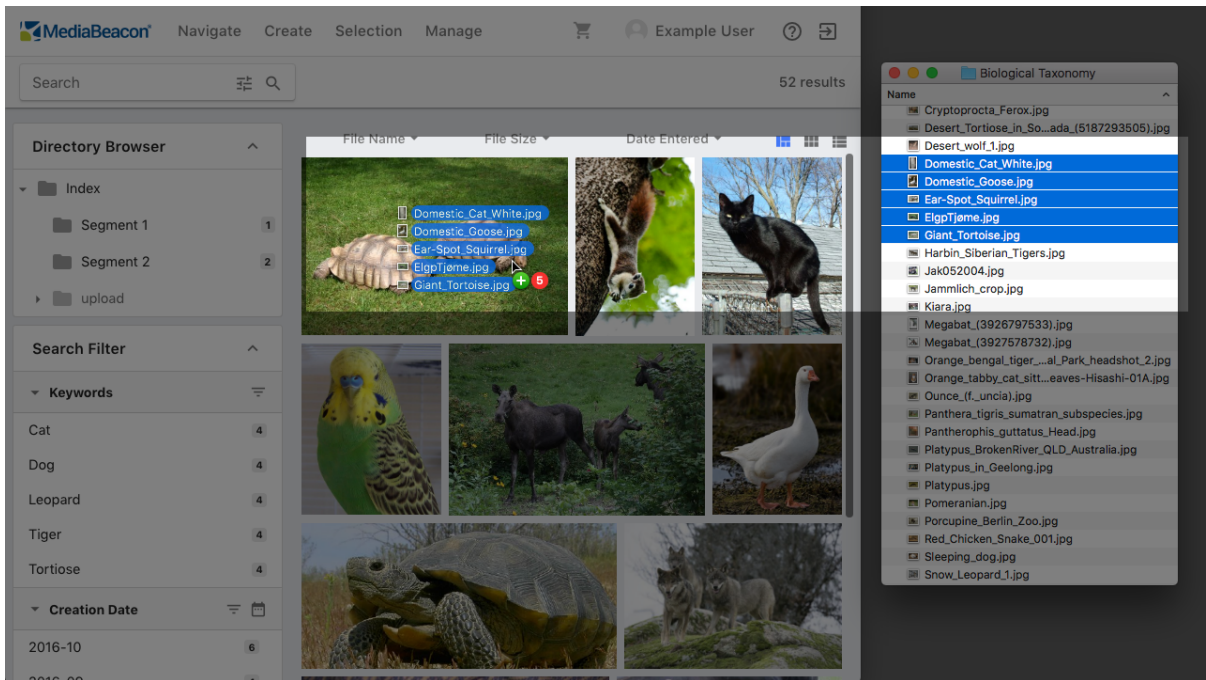 MediaBeacon
Navigate Create Selection Manage
Example User
Search
52 results
Directory Browser
Index
Segment 1 1
Segment 2 2
upload
Search Filter
Keywords
Cat 4
Dog 4
Leopard 4
Tiger 4
Tortiose 4
Creation Date
2016-10 6
2016-09
File Name File Size Date Entered
Domestic_Cat_White.jpg
Domestic_Goose.jpg
Ear-Spot_Squirrel.jpg
ElgpTjøme.jpg
Giant_Tortoise.jpg
5
Biological Taxonomy
Name
Cryptoprocta_Ferox.jpg
Desert_Tortoise_in_So...ada_(5187293505).jpg
Desert_wolf_1.jpg
Domestic_Cat_White.jpg
Domestic_Goose.jpg
Ear-Spot_Squirrel.jpg
ElgpTjøme.jpg
Giant_Tortoise.jpg
Harbin_Siberian_Tigers.jpg
Jak052004.jpg
Jammlich_crop.jpg
Kiara.jpg
Megabat_(3926797533).jpg
Megabat_(3927578732).jpg
Orange_bengal_tiger_...al_Park_headshot_2.jpg
Orange_tabby_cat_sitt...eaves-Hisashi-01A.jpg
Ounce_(f._uncia).jpg
Panthera_tigris_sumatran_subspecies.jpg
Pantherophis_guttatus_Head.jpg
Platypus_BrokenRiver_QLD_Australia.jpg
Platypus_in_Geelong.jpg
Platypus.jpg
Pomeranian.jpg
Porcupine_Berlin_Zoo.jpg
Red_Chicken_Snake_001.jpg
Sleeping_dog.jpg
Snow_Leopard_1.jpg